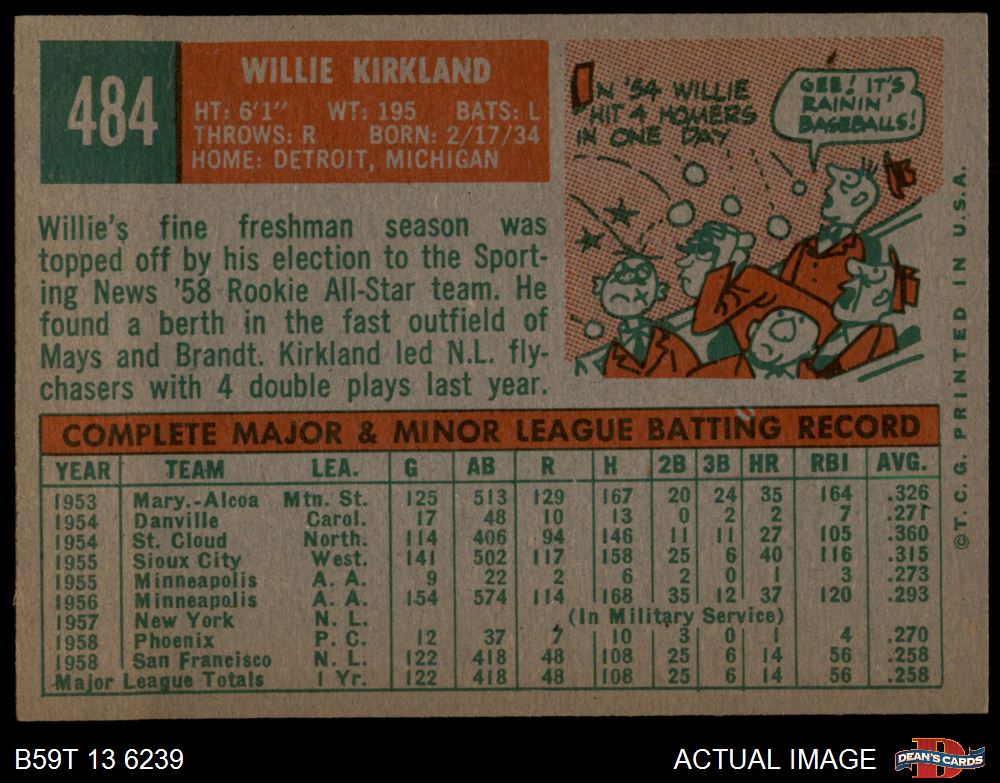 484
WILLIE KIRKLAND
HT: 6'1" WT: 195 BATS: L
THROWS: R BORN: 2/17/34
HOME: DETROIT, MICHIGAN
IN '54 WILLIE
HIT 4 HOMERS
IN ONE DAY
GEE! IT'S
RAININ'
BASEBALLS!
Willie's fine freshman season was
topped off by his election to the Sport-
ing News '58 Rookie All-Star team. He
found a berth in the fast outfield of
Mays and Brandt. Kirkland led N.L. fly-
chasers with 4 double plays last year.
©T.C.G. PRINTED IN U.S.A.
COMPLETE MAJOR & MINOR LEAGUE BATTING RECORD
YEAR TEAM LEA. G AB R H 2B 3B HR RBI AVG.
1953 Mary.-Alcoa Mtn. St. 125 513 129 167 20 24 35 164 .326
1954 Danville Carol. 17 48 10 13 0 2 2 7 .271
1954 St. Cloud North. 114 406 94 146 11 11 27 105 .360
1955 Sioux City West. 141 502 117 158 25 6 40 116 .315
1955 Minneapolis A. A. 9 22 2 6 2 0 1 3 .273
1956 Minneapolis A. A. 154 574 114 168 35 12 37 120 .293
1957 New York N. L. (In Military Service)
1958 Phoenix P. C. 12 37 7 10 3 0 1 4 .270
1958 San Francisco N. L. 122 418 48 108 25 6 14 56 .258
Major League Totals 1 Yr. 122 418 48 108 25 6 14 56 .258
B59T 13 6239
ACTUAL IMAGE
DEAN'S CARDS